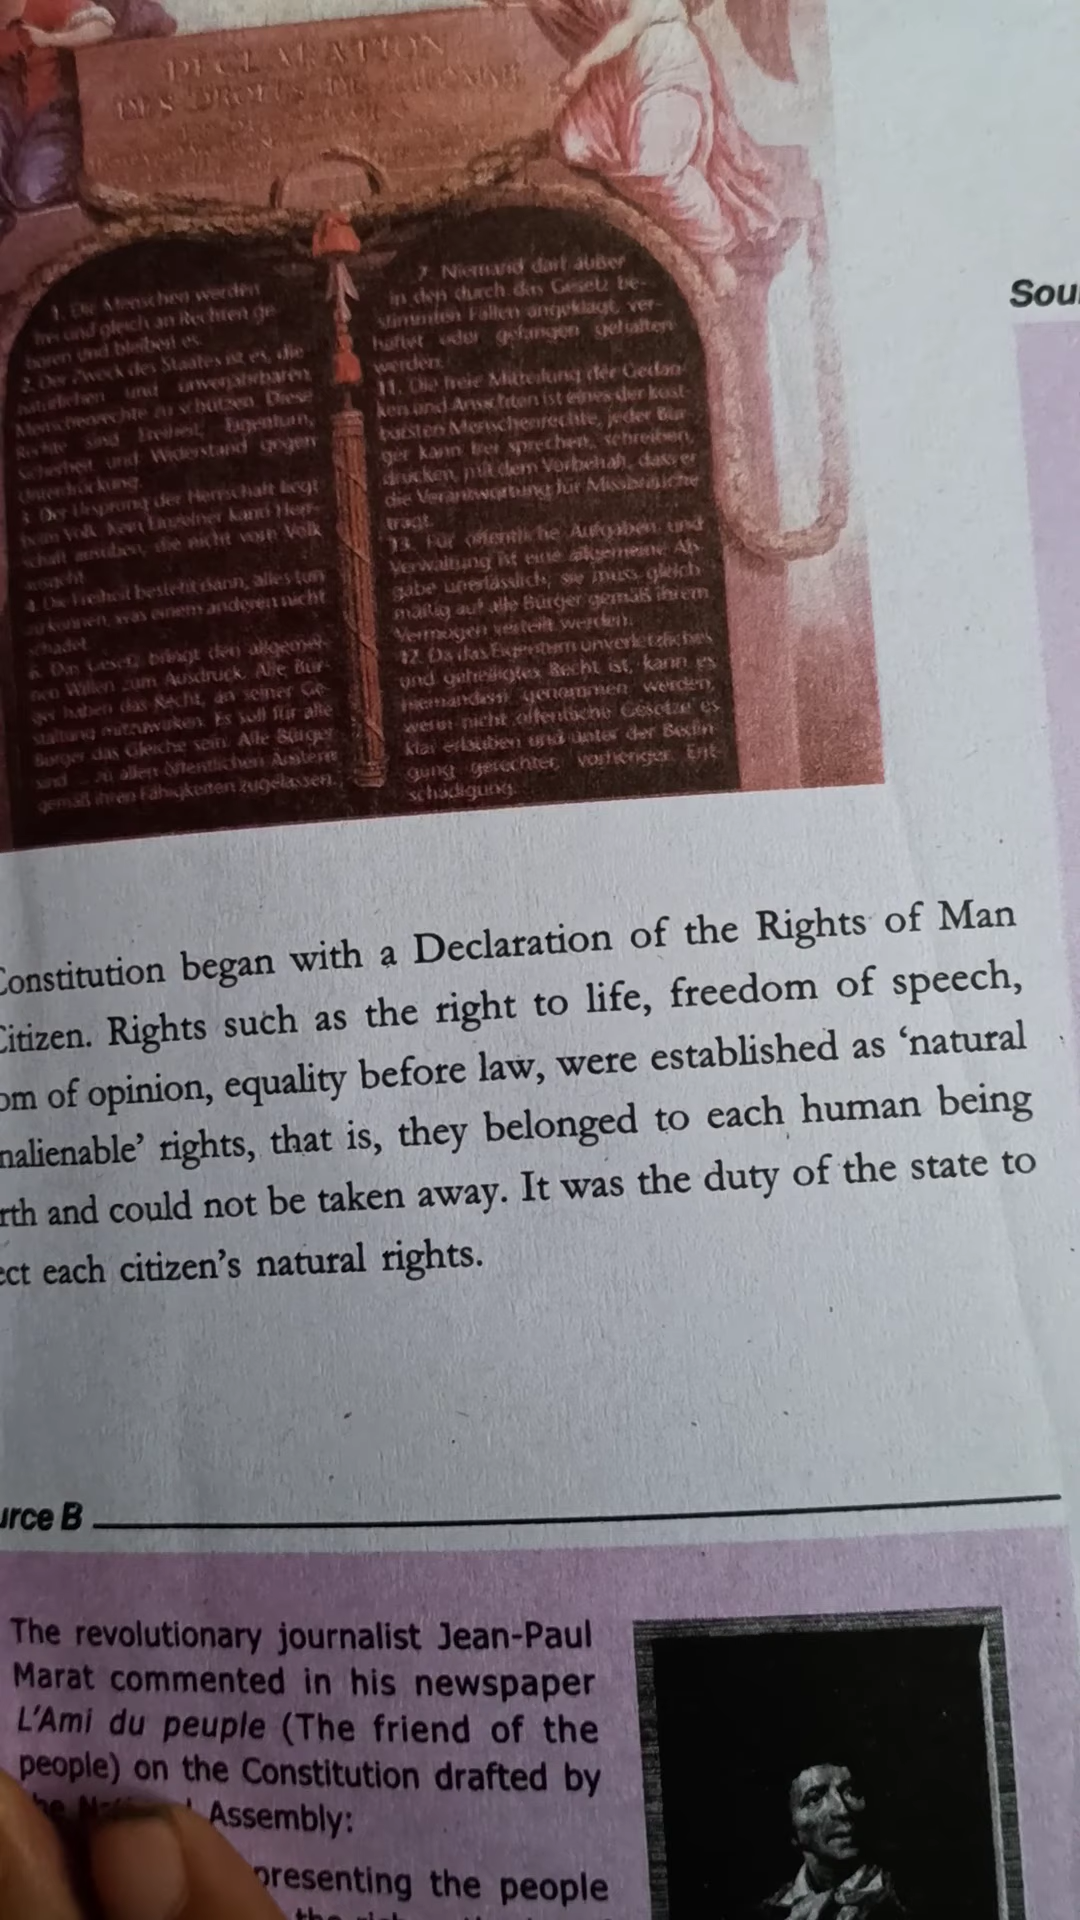 DECLARATION
DES DROITS DE L'HOMME
1. Die Menschen werden
frei und gleich an Rechten ge-
boren und bleiben es.
2. Der Zweck des Staates ist es, die
natürlichen und unverjährbaren
Menschenrechte zu schützen. Diese
Rechte sind Freiheit, Eigentum,
Sicherheit und Widerstand gegen
Unterdrückung.
3. Der Ursprung der Herrschaft liegt
beim Volk. Kein Einzelner kann Herr-
schaft ausüben, die nicht vom Volk
ausgeht.
4. Die Freiheit besteht darin, alles tun
zu können, was einem anderen nicht
schadet.
6. Das Gesetz bringt den allgemei-
nen Willen zum Ausdruck. Alle Bür-
ger haben das Recht, an seiner Ge-
staltung mitzuwirken. Es soll für alle
Bürger das Gleiche sein. Alle Bürger
sind ... zu allen öffentlichen Ämtern
gemäß ihren Fähigkeiten zugelassen.
7. Niemand darf außer
in den durch das Gesetz be-
stimmten Fällen angeklagt, ver-
haftet oder gefangen gehalten
werden.
11. Die freie Mitteilung der Gedan-
ken und Ansichten ist eines der kost-
barsten Menschenrechte, jeder Bür-
ger kann frei sprechen, schreiben,
drucken, mit dem Vorbehalt, dass er
die Verantwortung für Missbräuche
trägt.
13. Für öffentliche Aufgaben und
Verwaltung ist eine allgemeine Ab-
gabe unerlässlich; sie muss gleich-
mäßig auf alle Bürger gemäß ihrem
Vermögen verteilt werden.
17. Da das Eigentum unverletzliches
und geheiligtes Recht ist, kann es
niemandem genommen werden,
wenn nicht öffentliche Gesetze es
klar erlauben und unter der Bedin-
gung gerechter, vorheriger Ent-
schädigung.
Sou
Constitution began with a Declaration of the Rights of Man
Citizen. Rights such as the right to life, freedom of speech,
om of opinion, equality before law, were established as ‘natural
nalienable’ rights, that is, they belonged to each human being
rth and could not be taken away. It was the duty of the state to
ect each citizen’s natural rights.
urce B
The revolutionary journalist Jean-Paul
Marat commented in his newspaper
L’Ami du peuple (The friend of the
people) on the Constitution drafted by
Assembly:
presenting the people